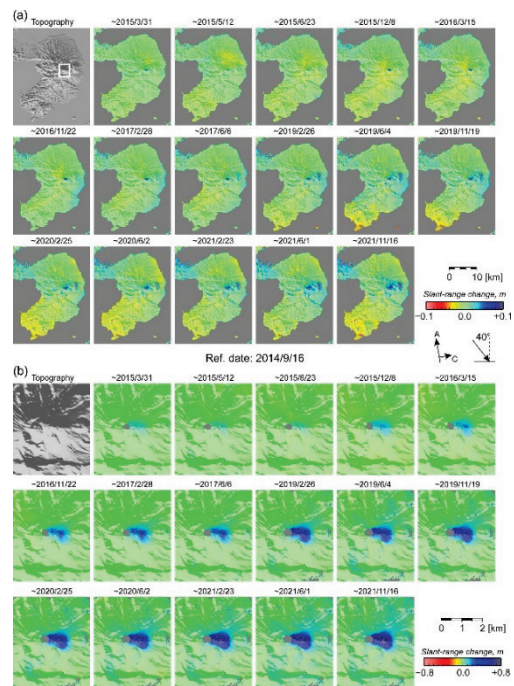 (a)
Topography ~2015/3/31 ~2015/5/12 ~2015/6/23 ~2015/12/8 ~2016/3/15
~2016/11/22 ~2017/2/28 ~2017/6/6 ~2019/2/26 ~2019/6/4 ~2019/11/19
~2020/2/25 ~2020/6/2 ~2021/2/23 ~2021/6/1 ~2021/11/16
0 10 [km]
Slant-range change, m
−0.1 0.0 +0.1
A
C
40°
Ref. date: 2014/9/16
(b)
Topography ~2015/3/31 ~2015/5/12 ~2015/6/23 ~2015/12/8 ~2016/3/15
~2016/11/22 ~2017/2/28 ~2017/6/6 ~2019/2/26 ~2019/6/4 ~2019/11/19
~2020/2/25 ~2020/6/2 ~2021/2/23 ~2021/6/1 ~2021/11/16
0 1 2 [km]
Slant-range change, m
−0.8 0.0 +0.8